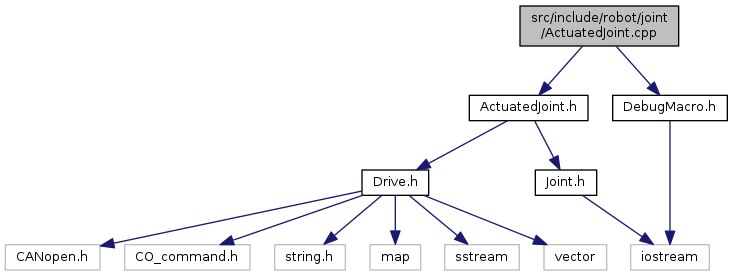 src/include/robot/joint
/ActuatedJoint.cpp
ActuatedJoint.h
DebugMacro.h
Drive.h
Joint.h
CANopen.h
CO_command.h
string.h
map
sstream
vector
iostream